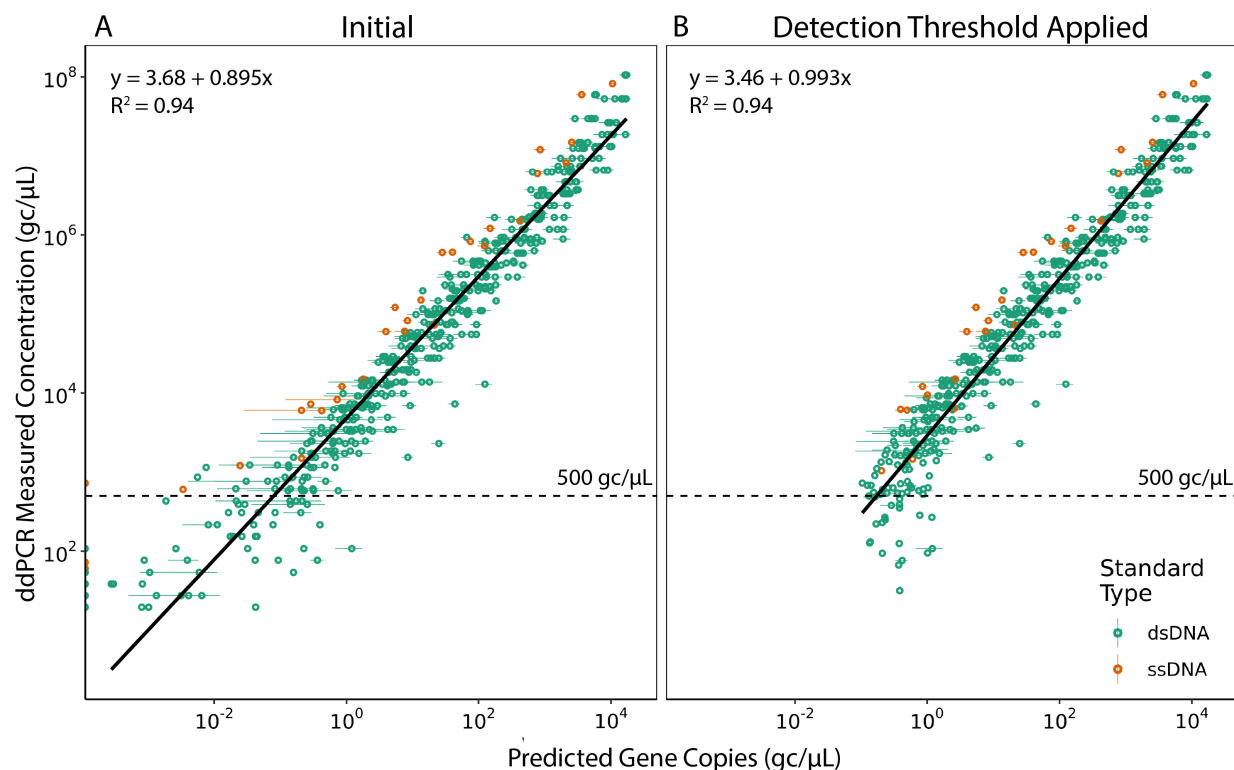 A
Initial
B
Detection Threshold Applied
y = 3.68 + 0.895x
R² = 0.94
y = 3.46 + 0.993x
R² = 0.94
10⁸
10⁶
10⁴
10²
ddPCR Measured Concentration (gc/μL)
500 gc/μL
500 gc/μL
Standard
Type
dsDNA
ssDNA
10⁻²
10⁰
10²
10⁴
10⁻²
10⁰
10²
10⁴
Predicted Gene Copies (gc/μL)